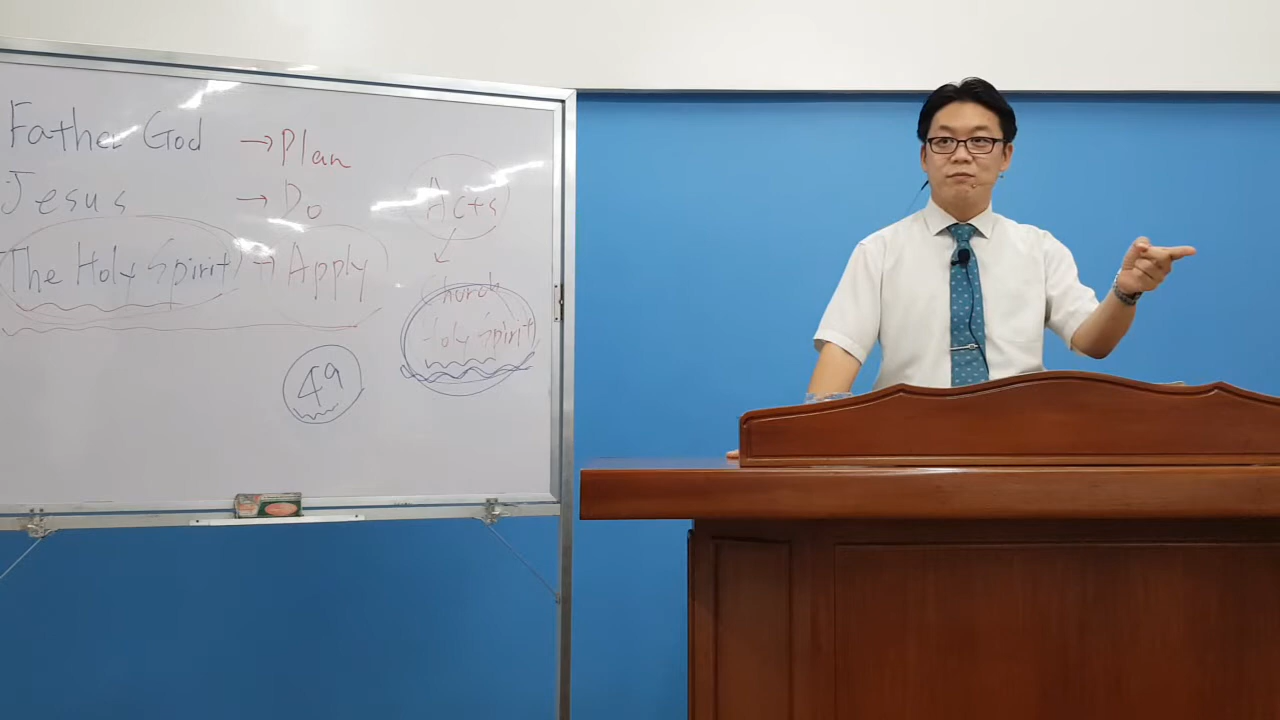 Father God → Plan
Jesus → Do
The Holy Spirit → Apply
Acts
Church
Holy Spirit
49